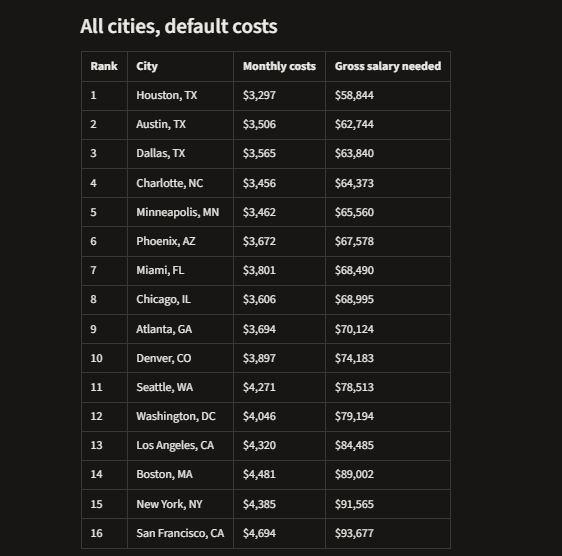 All cities, default costs
Rank City Monthly costs Gross salary needed
1 Houston, TX $3,297 $58,844
2 Austin, TX $3,506 $62,744
3 Dallas, TX $3,565 $63,840
4 Charlotte, NC $3,456 $64,373
5 Minneapolis, MN $3,462 $65,560
6 Phoenix, AZ $3,672 $67,578
7 Miami, FL $3,801 $68,490
8 Chicago, IL $3,606 $68,995
9 Atlanta, GA $3,694 $70,124
10 Denver, CO $3,897 $74,183
11 Seattle, WA $4,271 $78,513
12 Washington, DC $4,046 $79,194
13 Los Angeles, CA $4,320 $84,485
14 Boston, MA $4,481 $89,002
15 New York, NY $4,385 $91,565
16 San Francisco, CA $4,694 $93,677